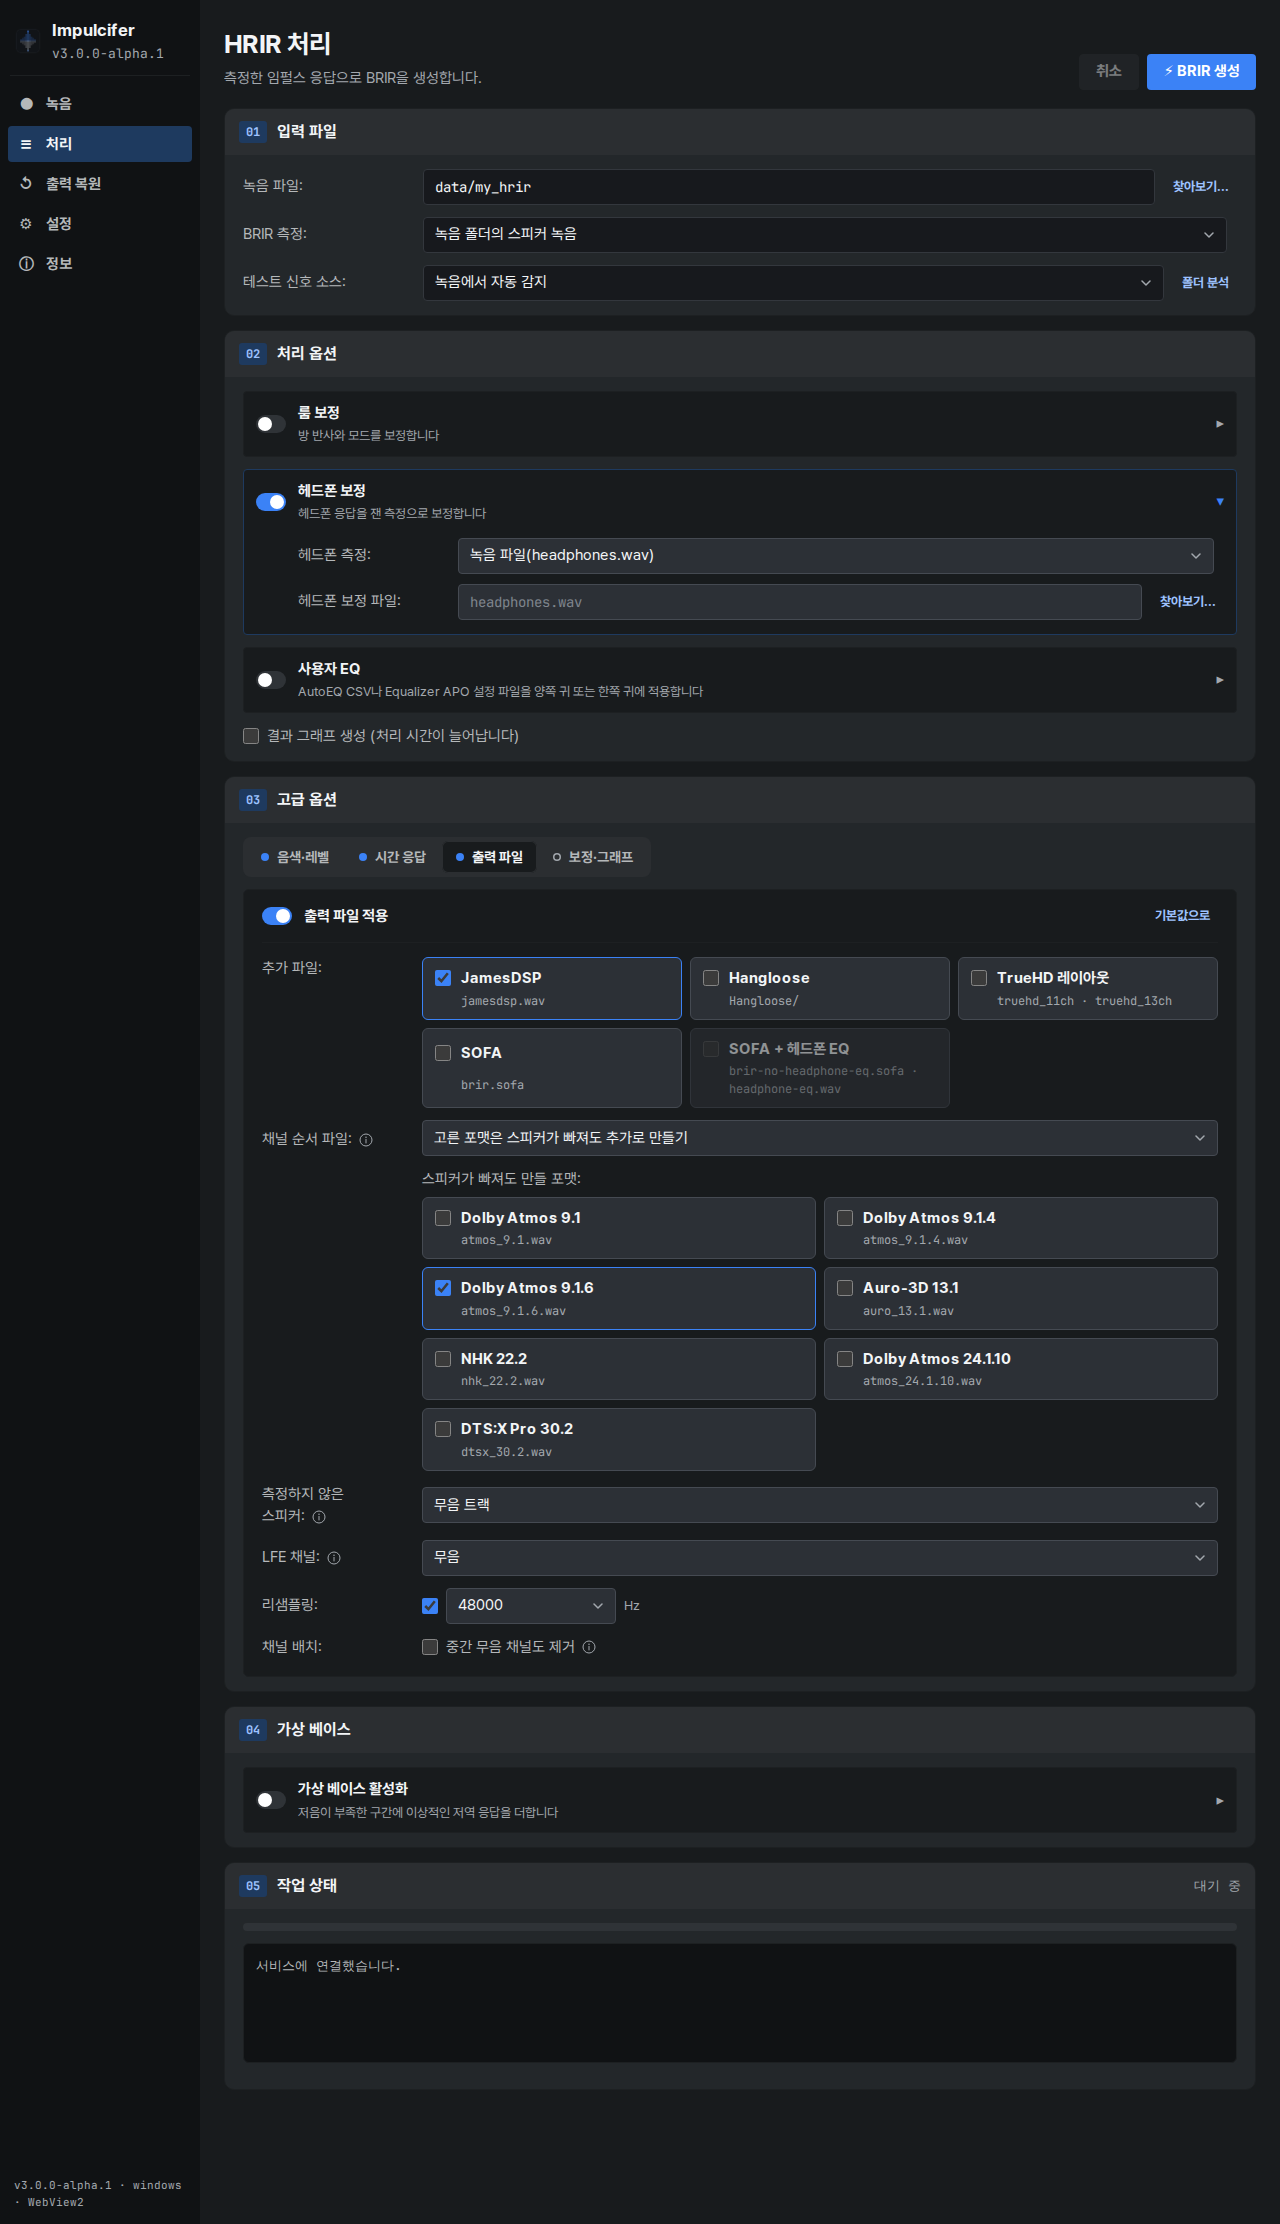 Impulcifer
v3.0.0-alpha.1
녹음
처리
출력 복원
설정
정보
HRIR 처리
측정한 임펄스 응답으로 BRIR을 생성합니다.
취소
⚡ BRIR 생성
01 입력 파일
녹음 파일: data/my_hrir 찾아보기...
BRIR 측정: 녹음 폴더의 스피커 녹음
테스트 신호 소스: 녹음에서 자동 감지 폴더 분석
02 처리 옵션
룸 보정
방 반사와 모드를 보정합니다
헤드폰 보정
헤드폰 응답을 잰 측정으로 보정합니다
헤드폰 측정: 녹음 파일(headphones.wav)
헤드폰 보정 파일: headphones.wav 찾아보기...
사용자 EQ
AutoEQ CSV나 Equalizer APO 설정 파일을 양쪽 귀 또는 한쪽 귀에 적용합니다
결과 그래프 생성 (처리 시간이 늘어납니다)
03 고급 옵션
음색·레벨 시간 응답 출력 파일 보정·그래프
출력 파일 적용 기본값으로
추가 파일:
JamesDSP
jamesdsp.wav
Hangloose
Hangloose/
TrueHD 레이아웃
truehd_11ch · truehd_13ch
SOFA
brir.sofa
SOFA + 헤드폰 EQ
brir-no-headphone-eq.sofa ·
headphone-eq.wav
채널 순서 파일: ⓘ 고른 포맷은 스피커가 빠져도 추가로 만들기
스피커가 빠져도 만들 포맷:
Dolby Atmos 9.1
atmos_9.1.wav
Dolby Atmos 9.1.4
atmos_9.1.4.wav
Dolby Atmos 9.1.6
atmos_9.1.6.wav
Auro-3D 13.1
auro_13.1.wav
NHK 22.2
nhk_22.2.wav
Dolby Atmos 24.1.10
atmos_24.1.10.wav
DTS:X Pro 30.2
dtsx_30.2.wav
측정하지 않은
스피커: ⓘ 무음 트랙
LFE 채널: ⓘ 무음
리샘플링: 48000 Hz
채널 배치: 중간 무음 채널도 제거 ⓘ
04 가상 베이스
가상 베이스 활성화
저음이 부족한 구간에 이상적인 저역 응답을 더합니다
05 작업 상태 대기 중
서비스에 연결했습니다.
v3.0.0-alpha.1 · windows
· WebView2